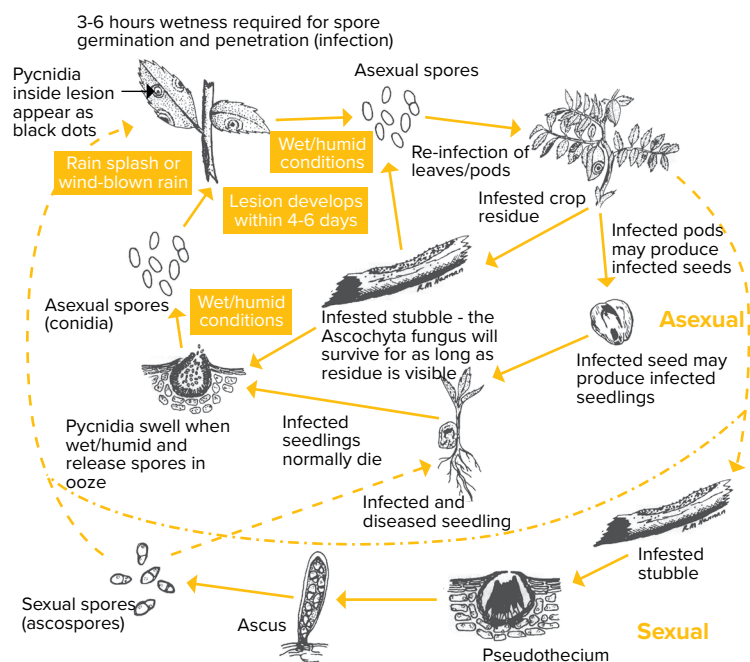 3-6 hours wetness required for spore
germination and penetration (infection)
Pycnidia
inside lesion
appear as
black dots
Asexual spores
Wet/humid
conditions
Rain splash or
wind-blown rain
Re-infection of
leaves/pods
Lesion develops
within 4-6 days
Infested crop
residue
Infected pods
may produce
infected seeds
Asexual spores
(conidia)
Wet/humid
conditions
Infested stubble - the
Ascochyta fungus will
survive for as long as
residue is visible
Asexual
Infected seed may
produce infected
seedlings
Pycnidia swell when
wet/humid and
release spores in
ooze
Infected
seedlings
normally die
Infected and
diseased seedling
Infested
stubble
Sexual spores
(ascospores)
Ascus
Pseudothecium
Sexual